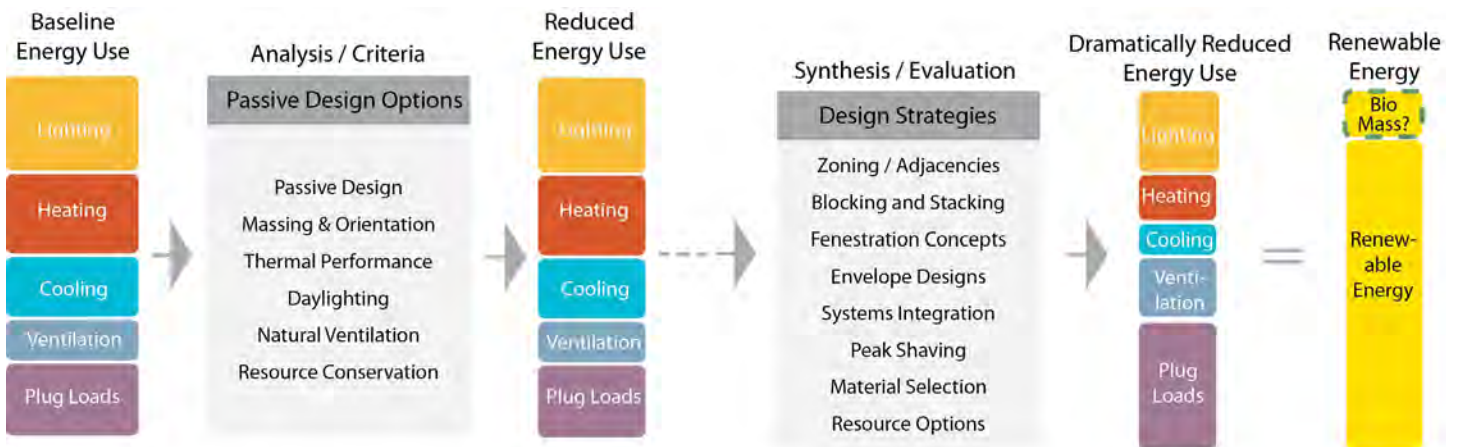 Baseline
Energy Use
Lighting
Heating
Cooling
Ventilation
Plug Loads
Analysis / Criteria
Passive Design Options
Passive Design
Massing & Orientation
Thermal Performance
Daylighting
Natural Ventilation
Resource Conservation
Reduced
Energy Use
Lighting
Heating
Cooling
Ventilation
Plug Loads
Synthesis / Evaluation
Design Strategies
Zoning / Adjacencies
Blocking and Stacking
Fenestration Concepts
Envelope Designs
Systems Integration
Peak Shaving
Material Selection
Resource Options
Dramatically Reduced
Energy Use
Lighting
Heating
Cooling
Venti-
lation
Plug
Loads
=
Renewable
Energy
Bio
Mass?
Renew-
able
Energy